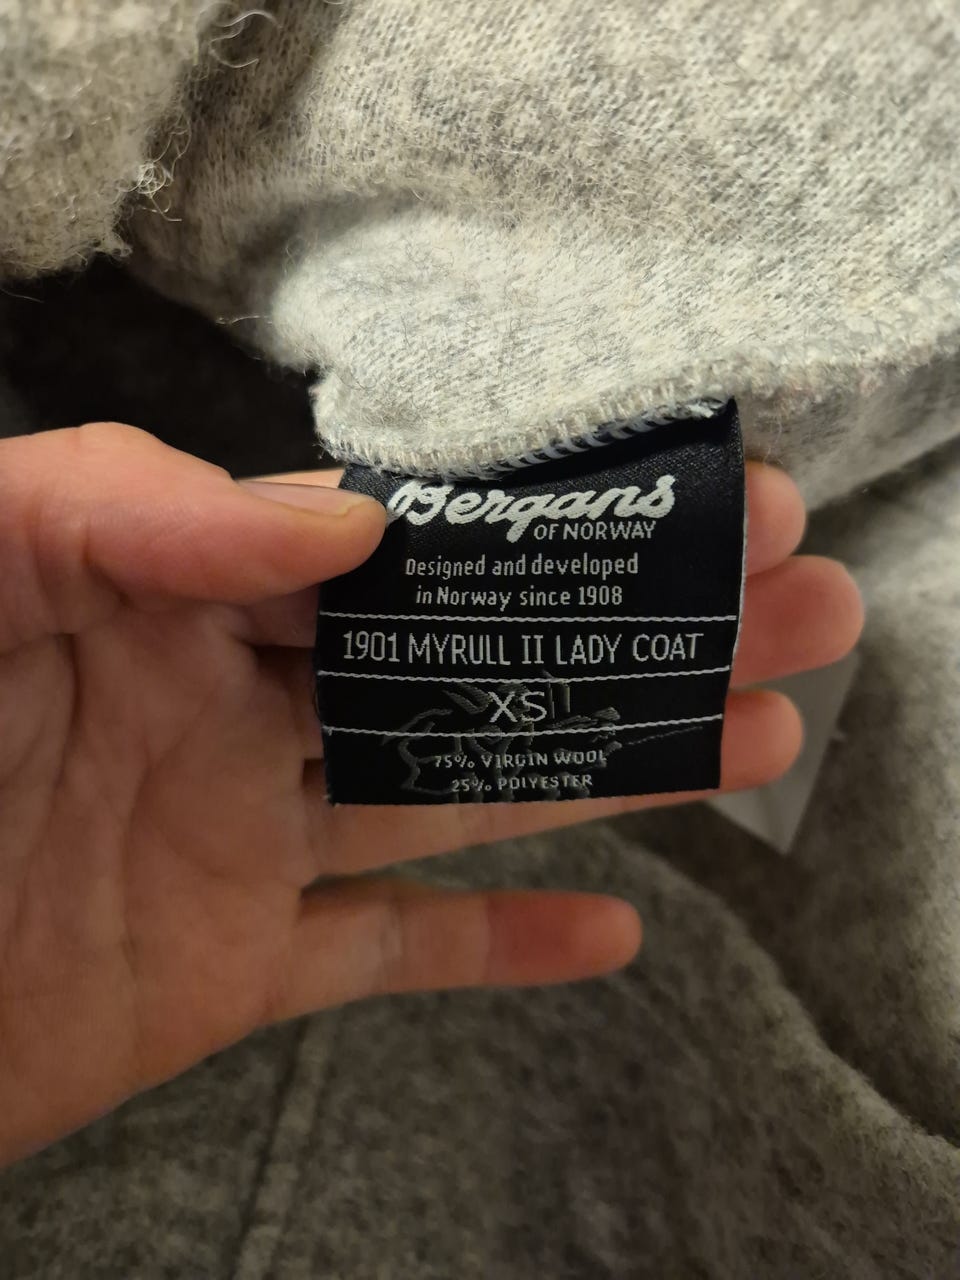 Bergans
OF NORWAY
Designed and developed
in Norway since 1908
1901 MYRULL II LADY COAT
XS
75% VIRGIN WOOL
25% POLYESTER